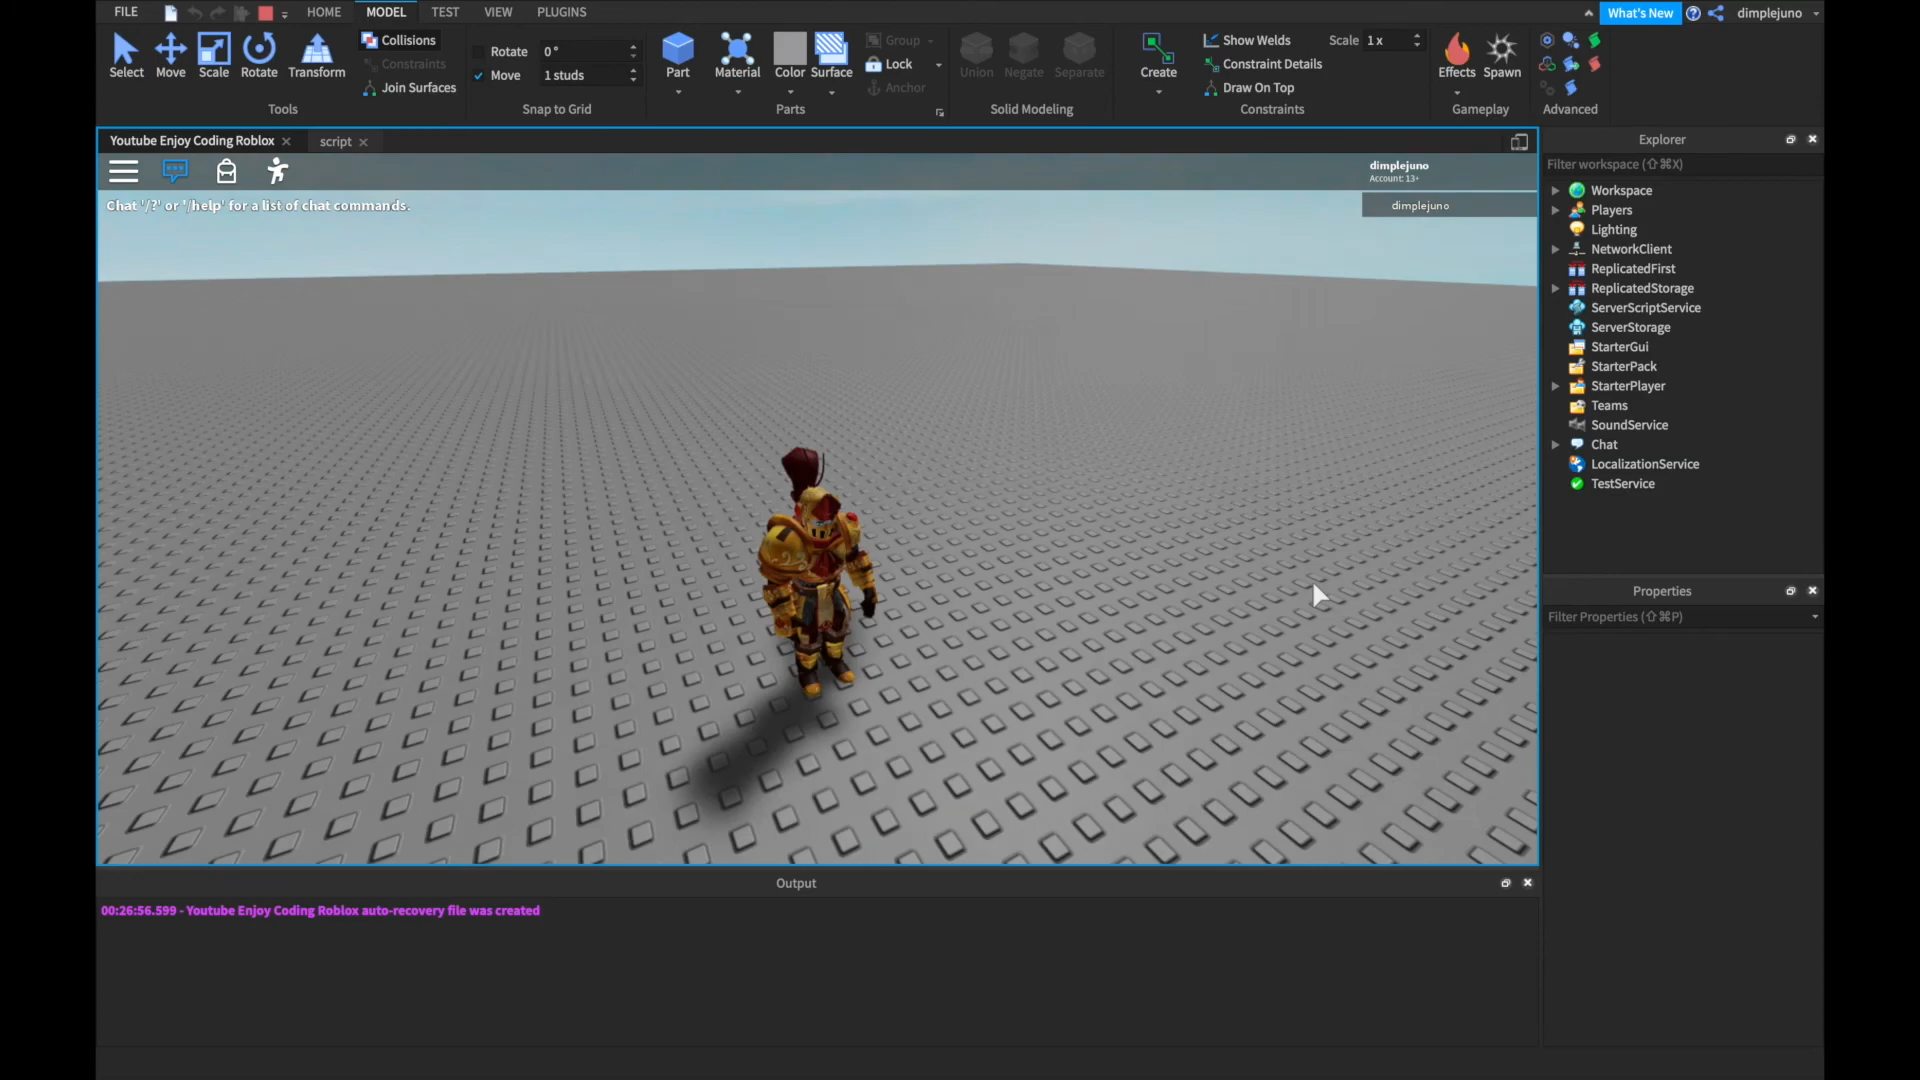 FILE HOME MODEL TEST VIEW PLUGINS What's New dimplejuno
Select Move Scale Rotate Transform
Collisions
Constraints
Join Surfaces
Tools
Rotate 0 °
Move 1 studs
Snap to Grid
Part Material Color Surface
Group
Lock
Anchor
Parts
Union Negate Separate
Solid Modeling
Create
Show Welds Scale 1 x
Constraint Details
Draw On Top
Constraints
Effects Spawn
Gameplay
Advanced
Youtube Enjoy Coding Roblox script
dimplejuno
Account: 13+
Chat '/?' or '/help' for a list of chat commands.
dimplejuno
Explorer
Filter workspace (⇧⌘X)
Workspace
Players
Lighting
NetworkClient
ReplicatedFirst
ReplicatedStorage
ServerScriptService
ServerStorage
StarterGui
StarterPack
StarterPlayer
Teams
SoundService
Chat
LocalizationService
TestService
Properties
Filter Properties (⇧⌘P)
Output
00:26:56.599 - Youtube Enjoy Coding Roblox auto-recovery file was created